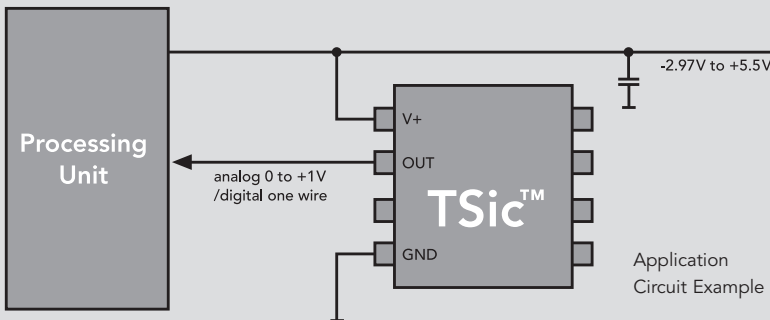 -2.97V to +5.5V
V+
Processing
Unit
OUT
analog 0 to +1V
/digital one wire
TSic™
GND
Application
Circuit Example